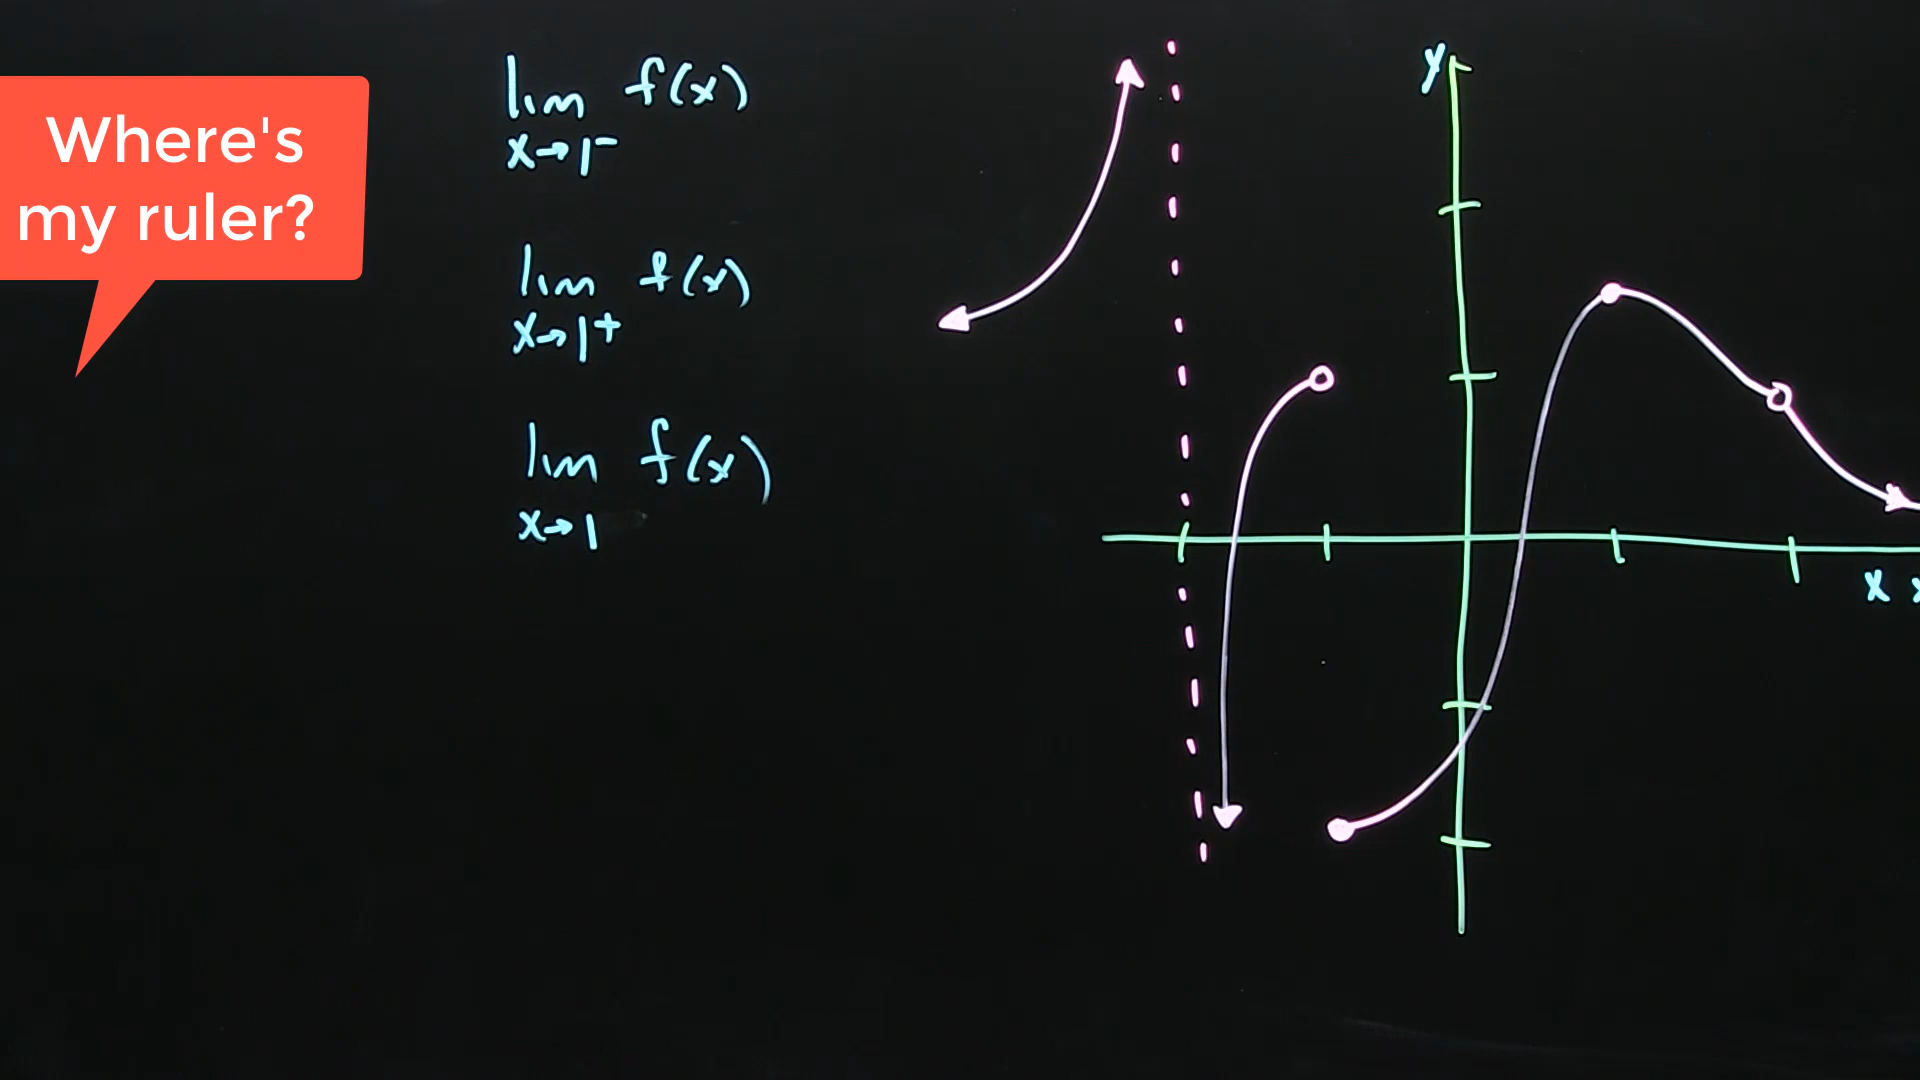 Where's
my ruler?
lim f(x)
x→1⁻
lim f(x)
x→1⁺
lim f(x)
x→1
y
x